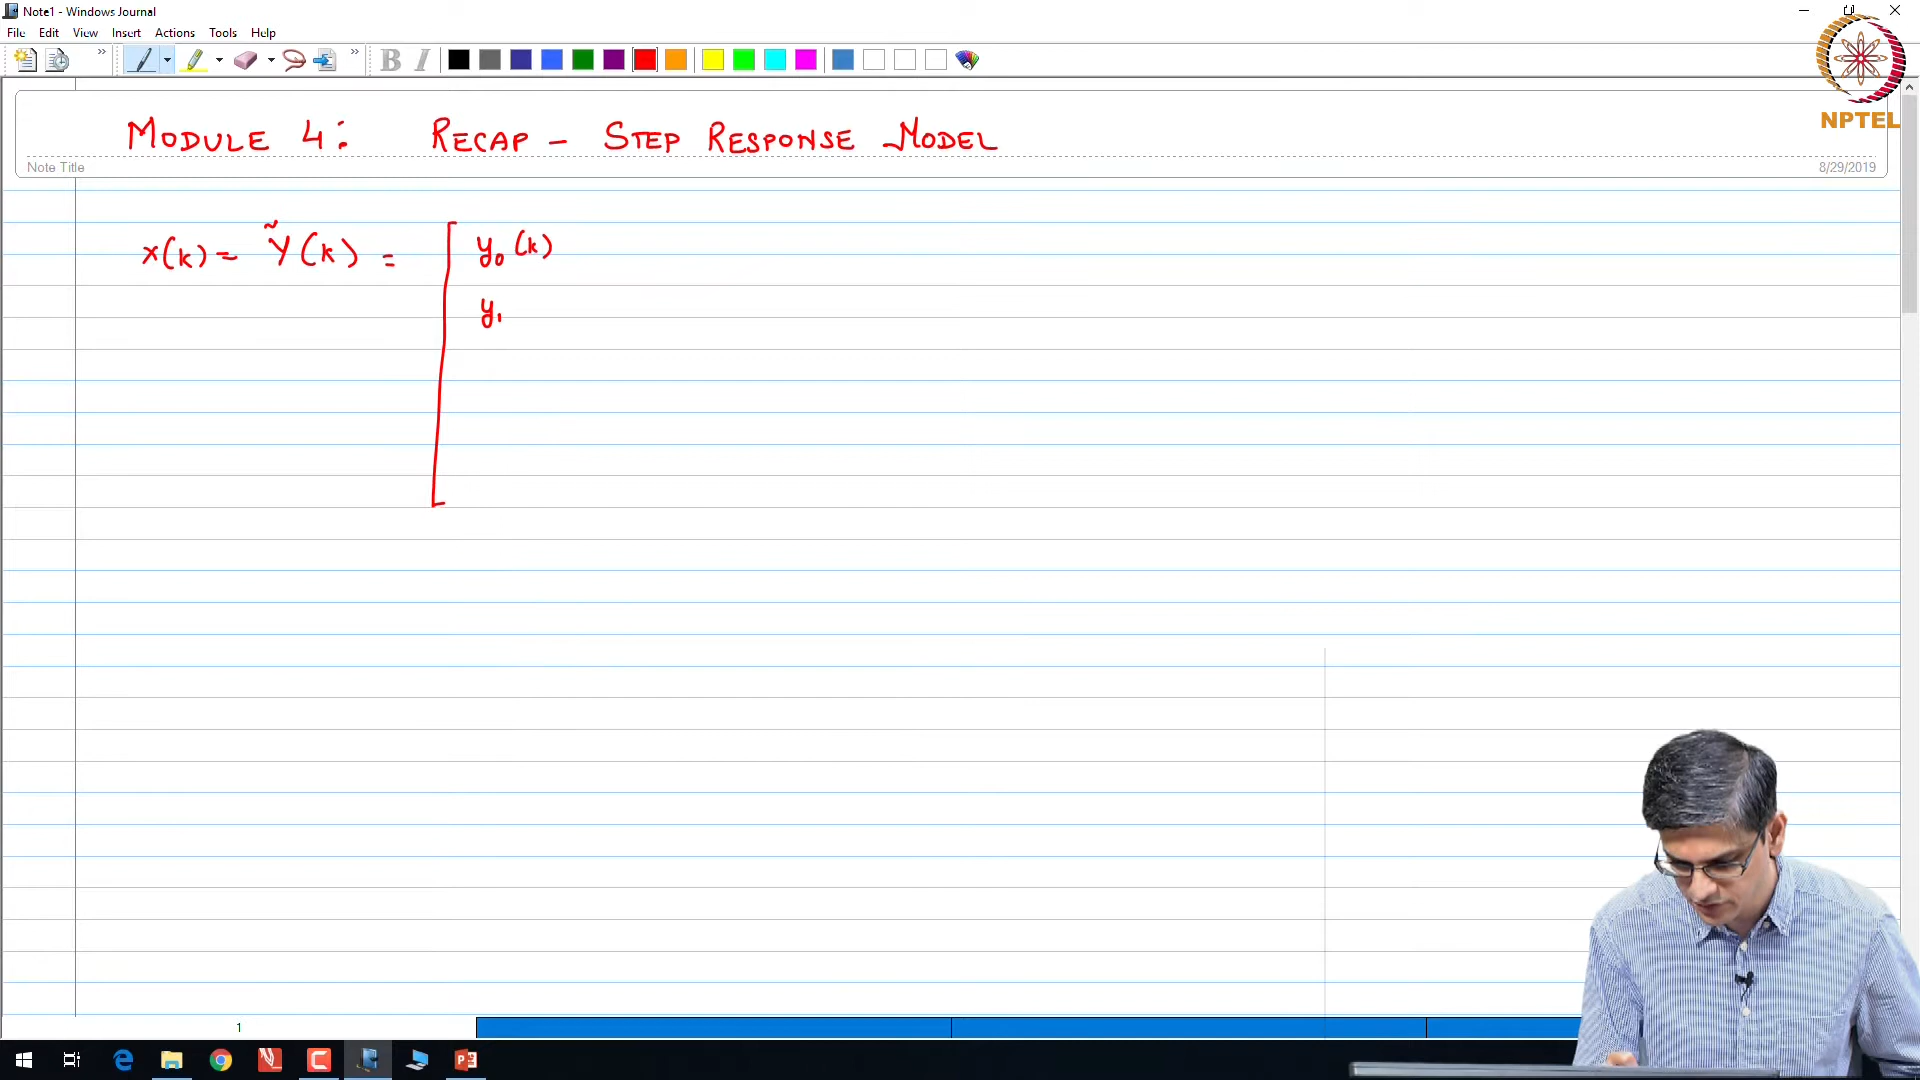 Note1 - Windows Journal
File Edit View Insert Actions Tools Help
B I
NPTEL
MODULE 4: RECAP - STEP RESPONSE MODEL
Note Title
8/29/2019
x(k) = Ỹ(k) = [ y₀(k)
y₁
1